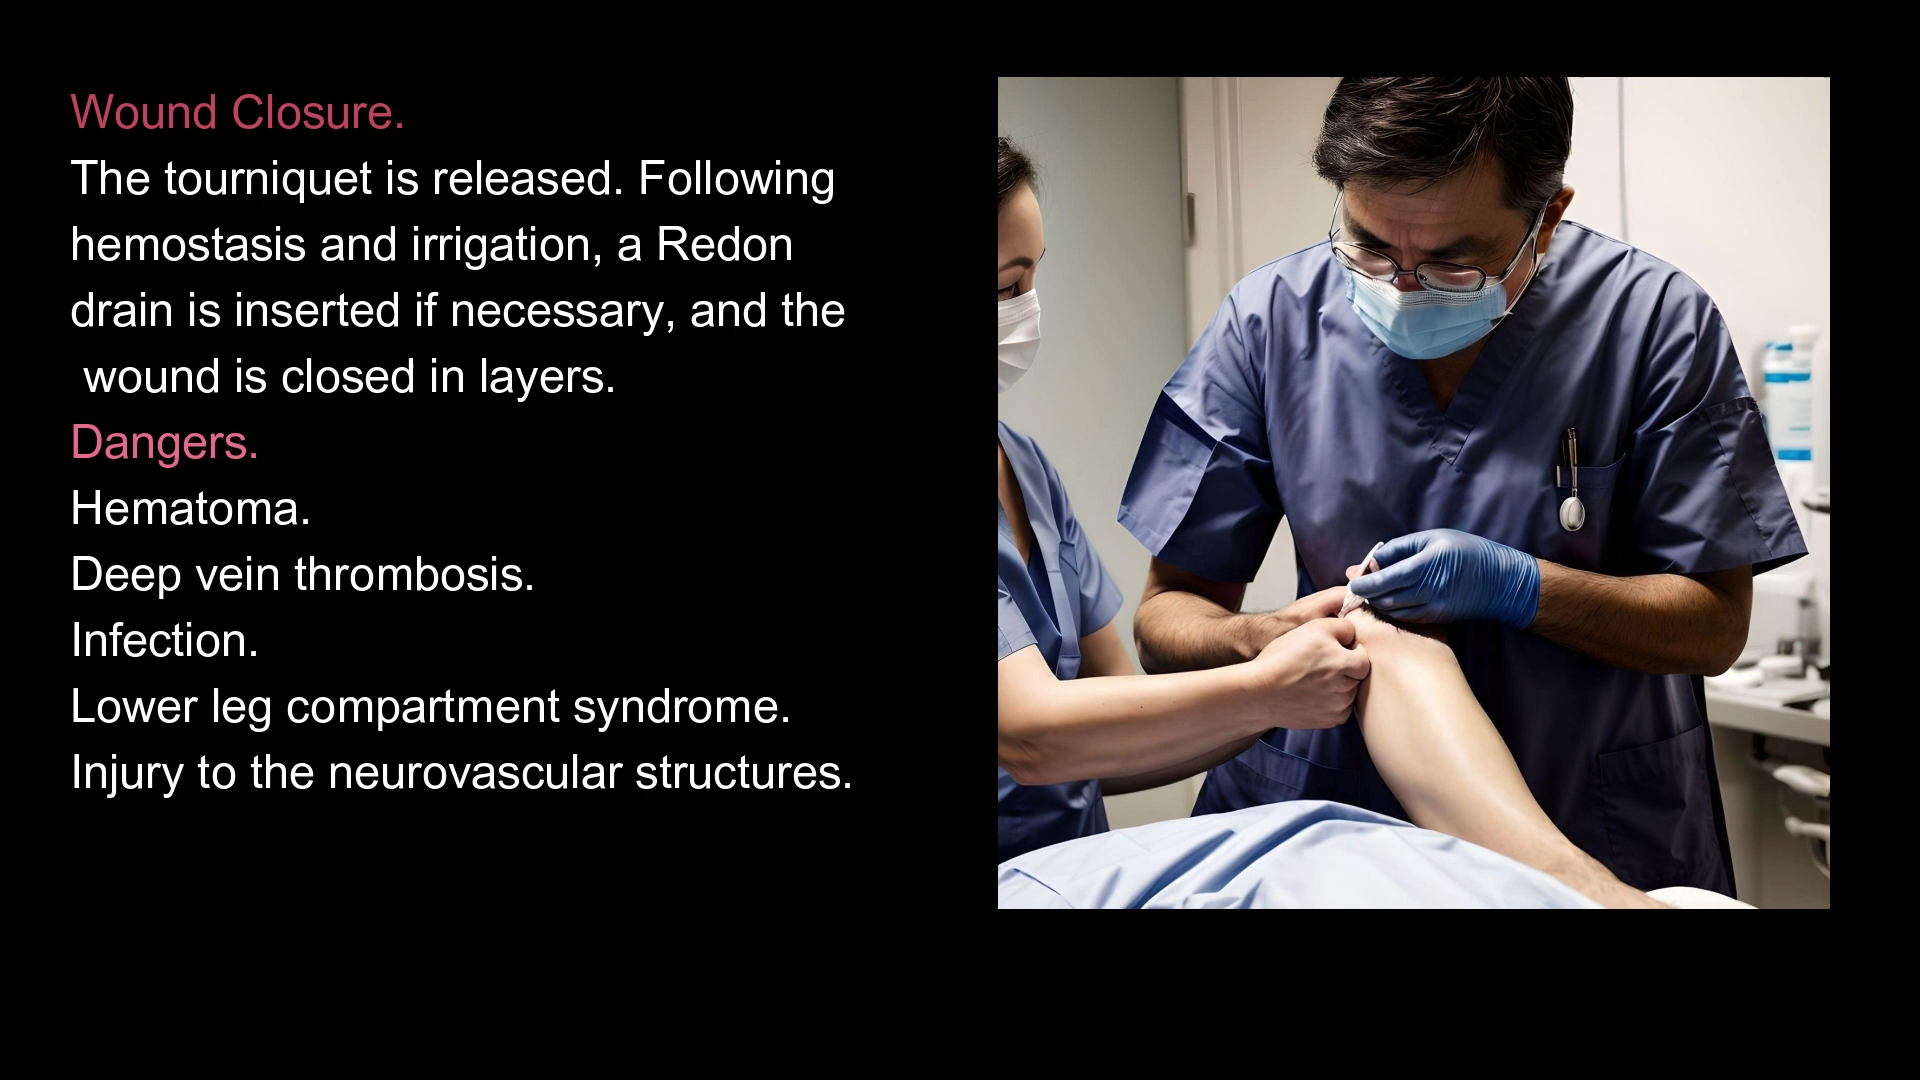 Wound Closure.
The tourniquet is released. Following
hemostasis and irrigation, a Redon
drain is inserted if necessary, and the
wound is closed in layers.
Dangers.
Hematoma.
Deep vein thrombosis.
Infection.
Lower leg compartment syndrome.
Injury to the neurovascular structures.